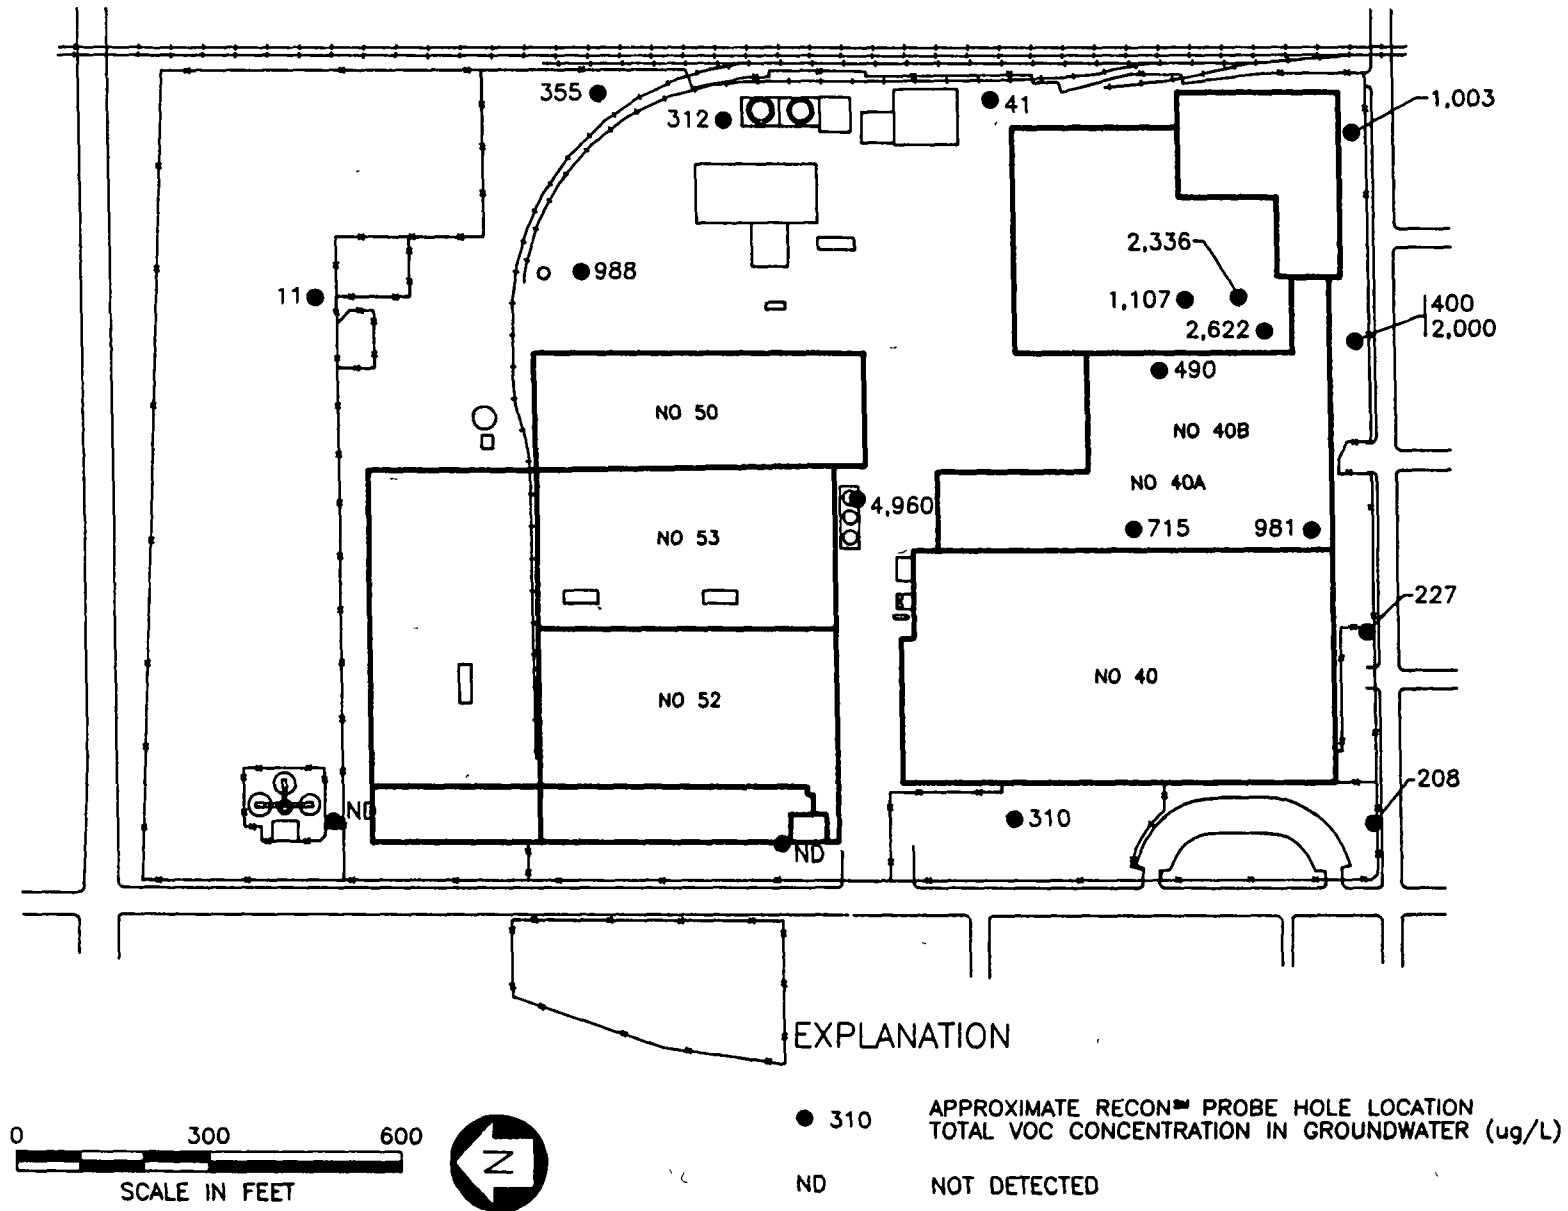 355
312
41
1,003
988
11
2,336
1,107
2,622
400
2,000
490
NO 50
NO 40B
NO 40A
4,960
NO 53
715
981
227
NO 40
NO 52
208
ND
310
ND
EXPLANATION
310
APPROXIMATE RECON℠ PROBE HOLE LOCATION
TOTAL VOC CONCENTRATION IN GROUNDWATER (ug/L)
0 300 600
SCALE IN FEET
N
ND
NOT DETECTED